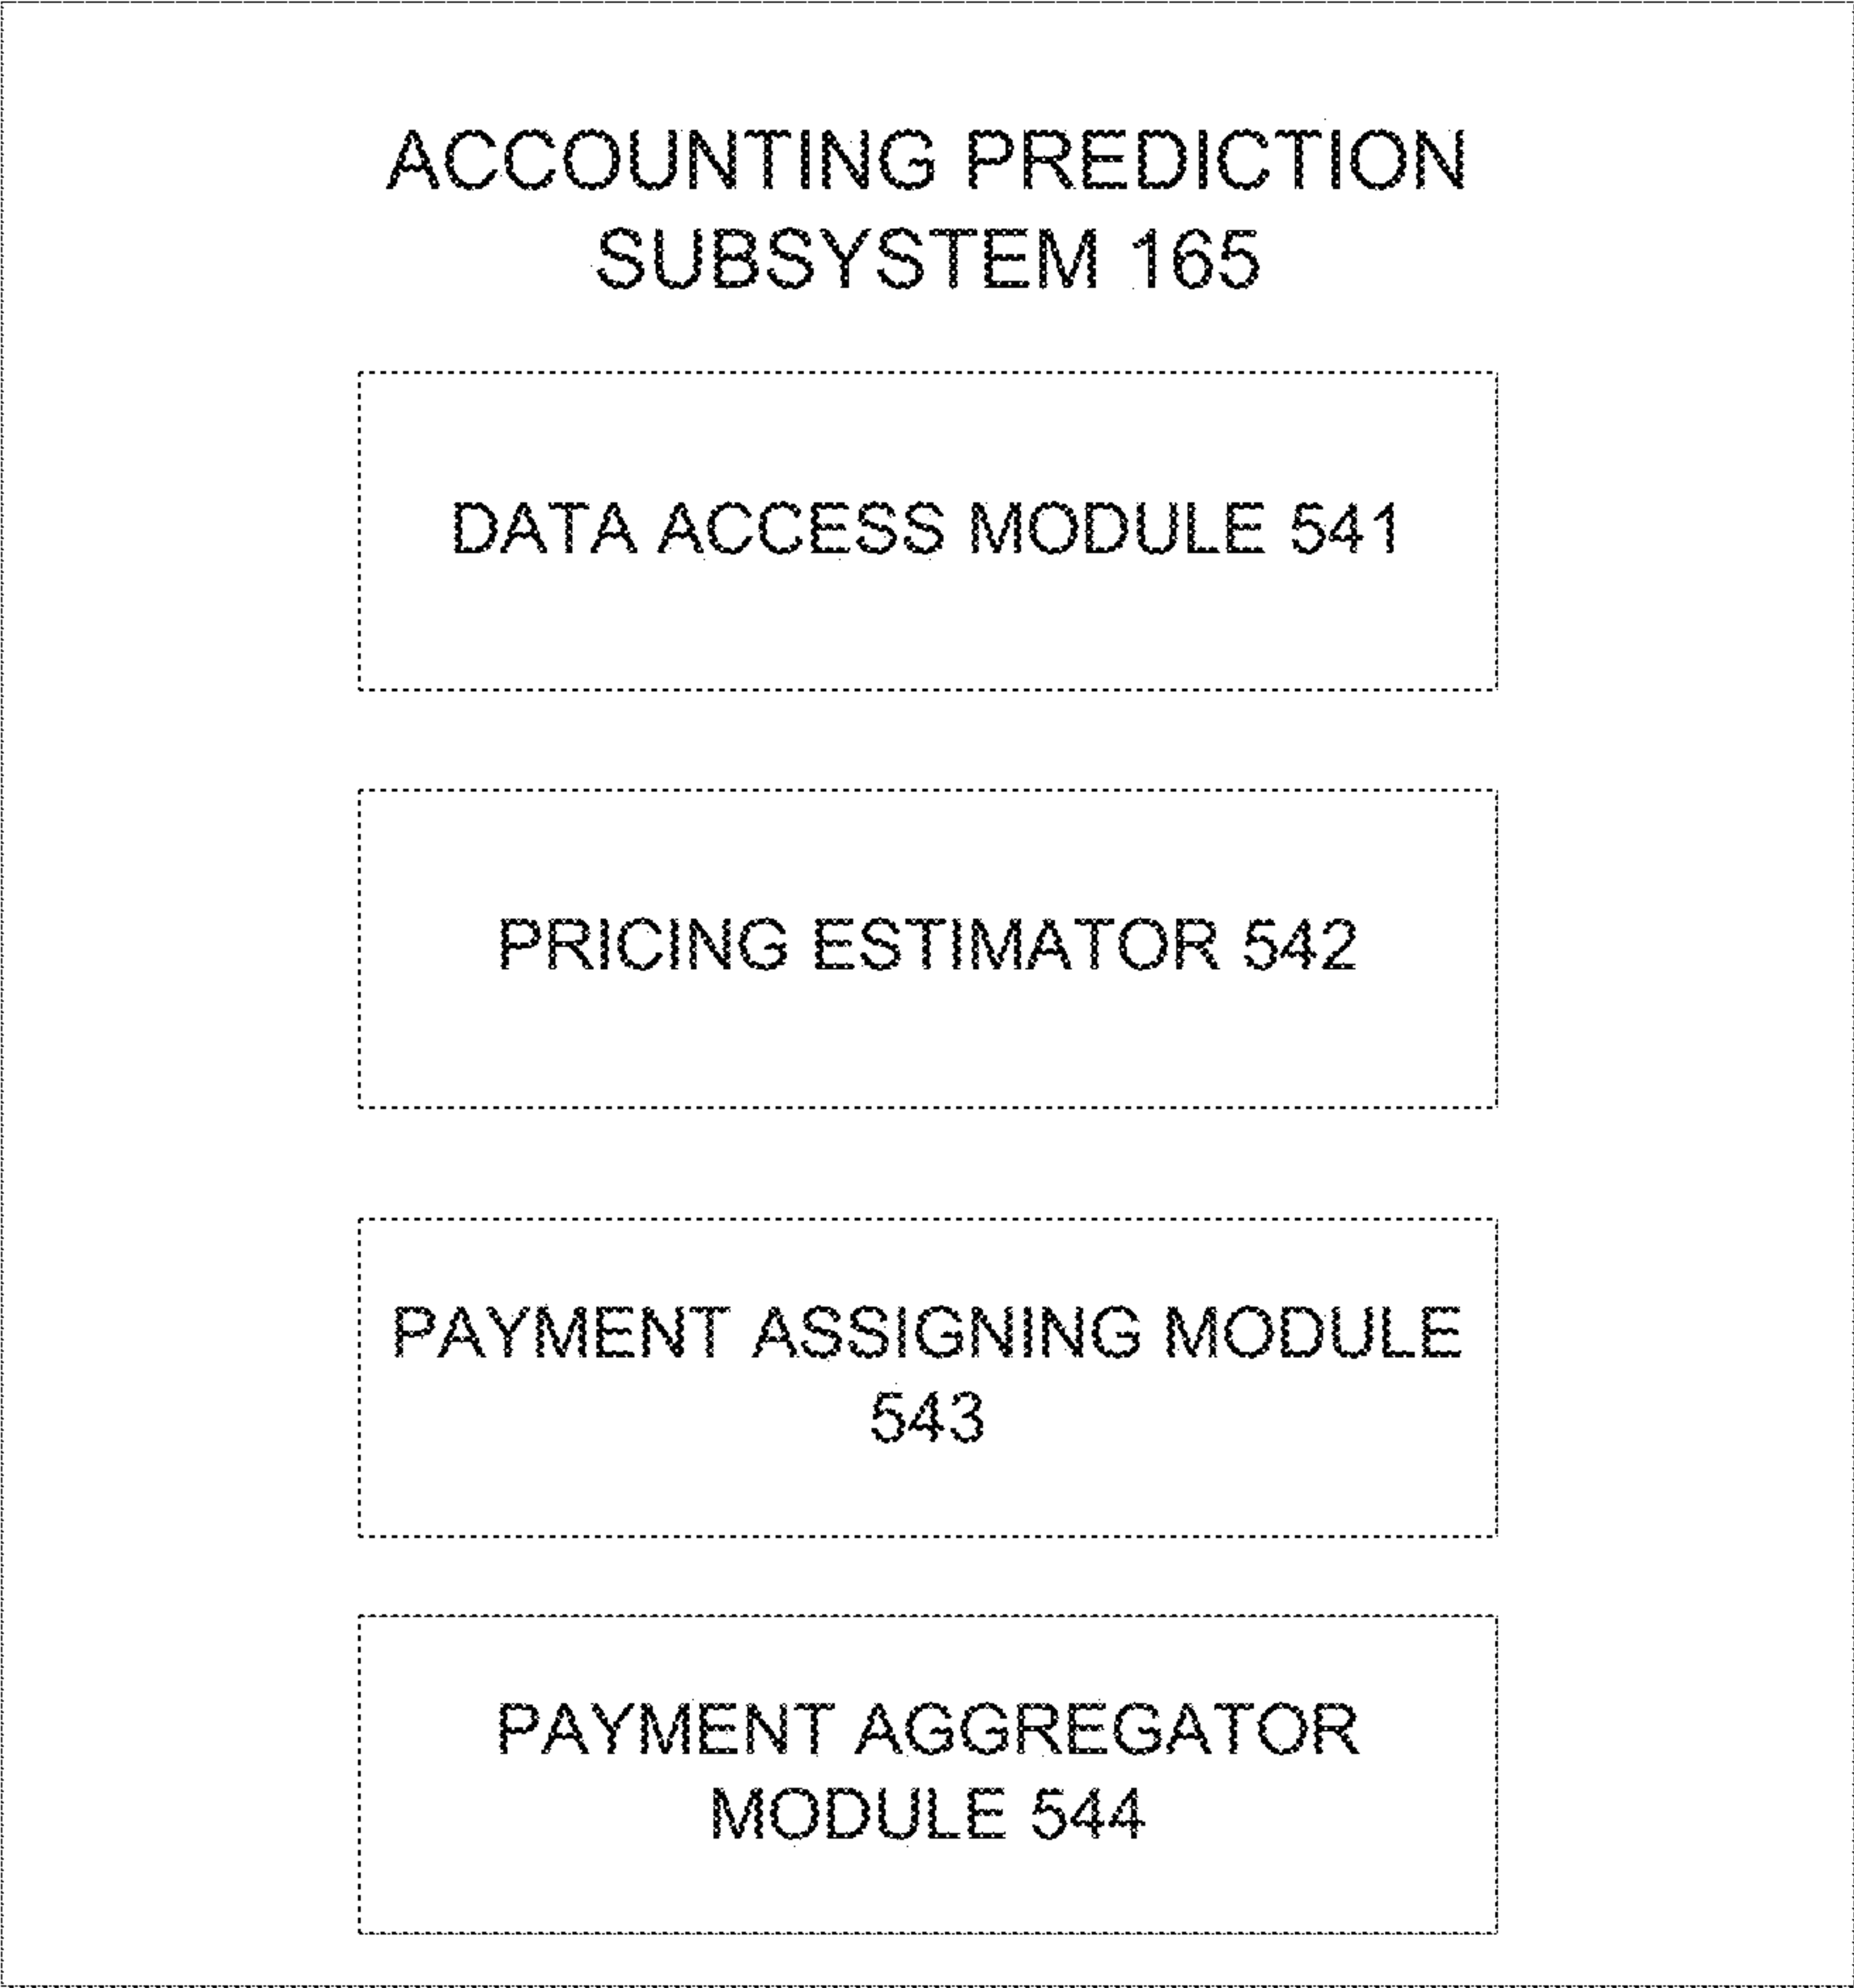 ACCOUNTING PREDICTION
SUBSYSTEM 165
DATA ACCESS MODULE 541
PRICING ESTIMATOR 542
PAYMENT ASSIGNING MODULE
543
PAYMENT AGGREGATOR
MODULE 544